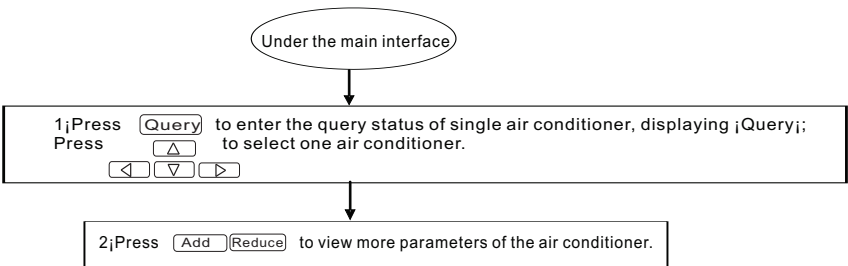 Under the main interface
1¡Press Query to enter the query status of single air conditioner, displaying ¡Query¡;
Press △ to select one air conditioner.
◁ ▽ ▷
2¡Press Add Reduce to view more parameters of the air conditioner.